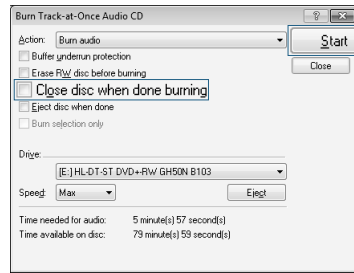 Burn Track-at-Once Audio CD
Action: Burn audio
Start
Buffer underrun protection
Erase RW disc before burning
Close
Close disc when done burning
Eject disc when done
Burn selection only
Drive:
[E:] HL-DT-ST DVD+-RW GH50N B103
Speed: Max
Eject
Time needed for audio: 5 minute(s) 57 second(s)
Time available on disc: 79 minute(s) 59 second(s)